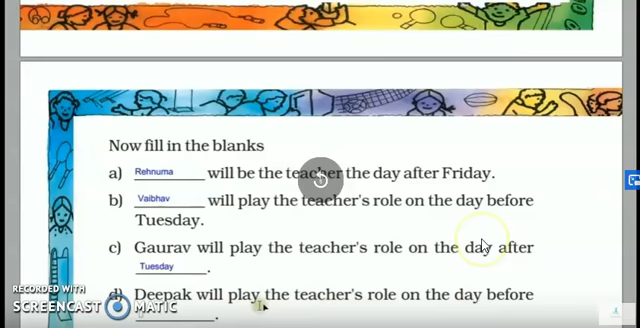 Now fill in the blanks
a) Rehnuma will be the teacher the day after Friday.
b) Vaibhav will play the teacher's role on the day before
Tuesday.
c) Gaurav will play the teacher's role on the day after
Tuesday.
d) Deepak will play the teacher's role on the day before
RECORDED WITH
SCREENCAST MATIC